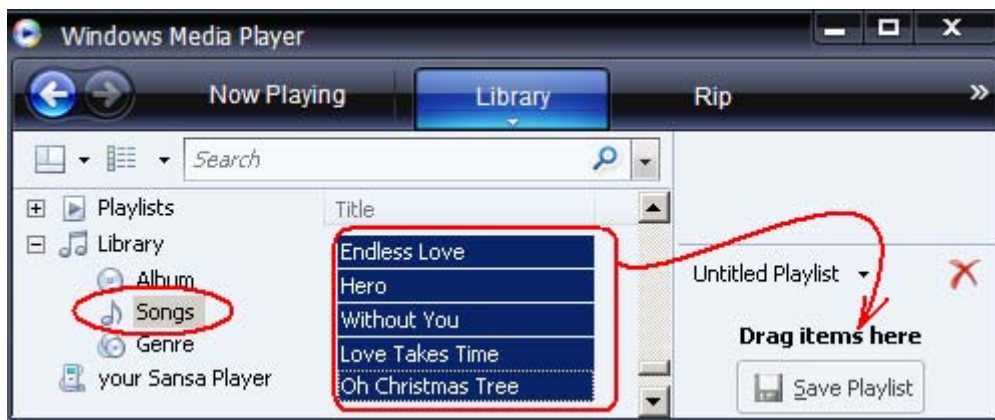 Windows Media Player
Now Playing Library Rip »
Search
Playlists
Library
Album
Songs
Genre
your Sansa Player
Title
Endless Love
Hero
Without You
Love Takes Time
Oh Christmas Tree
Untitled Playlist
Drag items here
Save Playlist